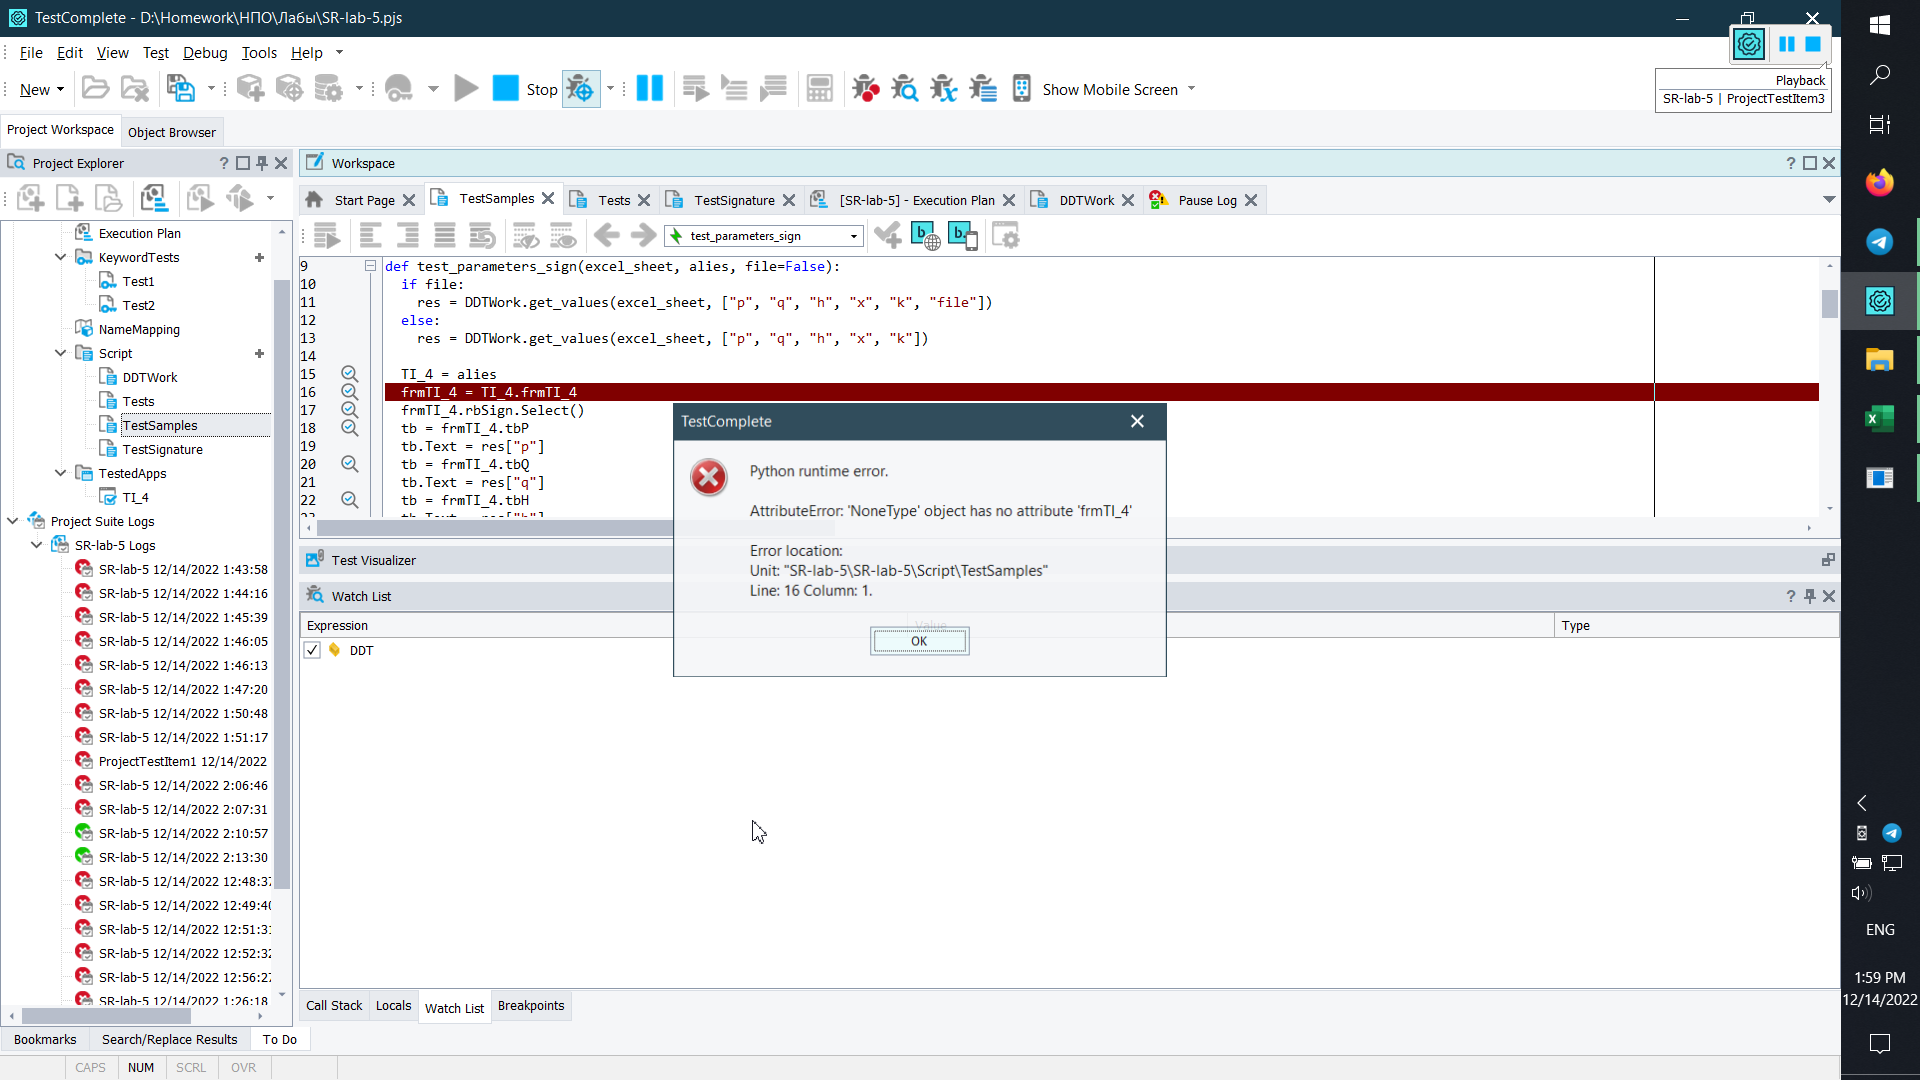 TestComplete - D:\Homework\НПО\Лабы\SR-lab-5.pjs
File Edit View Test Debug Tools Help
New Stop Show Mobile Screen
Playback
SR-lab-5 | ProjectTestItem3
Project Workspace Object Browser
Project Explorer
Execution Plan
KeywordTests
Test1
Test2
NameMapping
Script
DDTWork
Tests
TestSamples
TestSignature
TestedApps
TI_4
Project Suite Logs
SR-lab-5 Logs
SR-lab-5 12/14/2022 1:43:58
SR-lab-5 12/14/2022 1:44:16
SR-lab-5 12/14/2022 1:45:39
SR-lab-5 12/14/2022 1:46:05
SR-lab-5 12/14/2022 1:46:13
SR-lab-5 12/14/2022 1:47:20
SR-lab-5 12/14/2022 1:50:48
SR-lab-5 12/14/2022 1:51:17
ProjectTestItem1 12/14/2022
SR-lab-5 12/14/2022 2:06:46
SR-lab-5 12/14/2022 2:07:31
SR-lab-5 12/14/2022 2:10:57
SR-lab-5 12/14/2022 2:13:30
SR-lab-5 12/14/2022 12:48:37
SR-lab-5 12/14/2022 12:49:40
SR-lab-5 12/14/2022 12:51:31
SR-lab-5 12/14/2022 12:52:32
SR-lab-5 12/14/2022 12:56:27
SR-lab-5 12/14/2022 1:26:18
Workspace
Start Page TestSamples Tests TestSignature [SR-lab-5] - Execution Plan DDTWork Pause Log
test_parameters_sign
9 def test_parameters_sign(excel_sheet, alies, file=False):
10 if file:
11 res = DDTWork.get_values(excel_sheet, ["p", "q", "h", "x", "k", "file"])
12 else:
13 res = DDTWork.get_values(excel_sheet, ["p", "q", "h", "x", "k"])
14
15 TI_4 = alies
16 frmTI_4 = TI_4.frmTI_4
17 frmTI_4.rbSign.Select()
18 tb = frmTI_4.tbP
19 tb.Text = res["p"]
20 tb = frmTI_4.tbQ
21 tb.Text = res["q"]
22 tb = frmTI_4.tbH
23 tb.Text = res["h"]
TestComplete
Python runtime error.
AttributeError: 'NoneType' object has no attribute 'frmTI_4'
Error location:
Unit: "SR-lab-5\SR-lab-5\Script\TestSamples"
Line: 16 Column: 1.
OK
Test Visualizer
Watch List
Expression Value Type
DDT
Call Stack Locals Watch List Breakpoints
Bookmarks Search/Replace Results To Do
CAPS NUM SCRL OVR
ENG
1:59 PM
12/14/2022